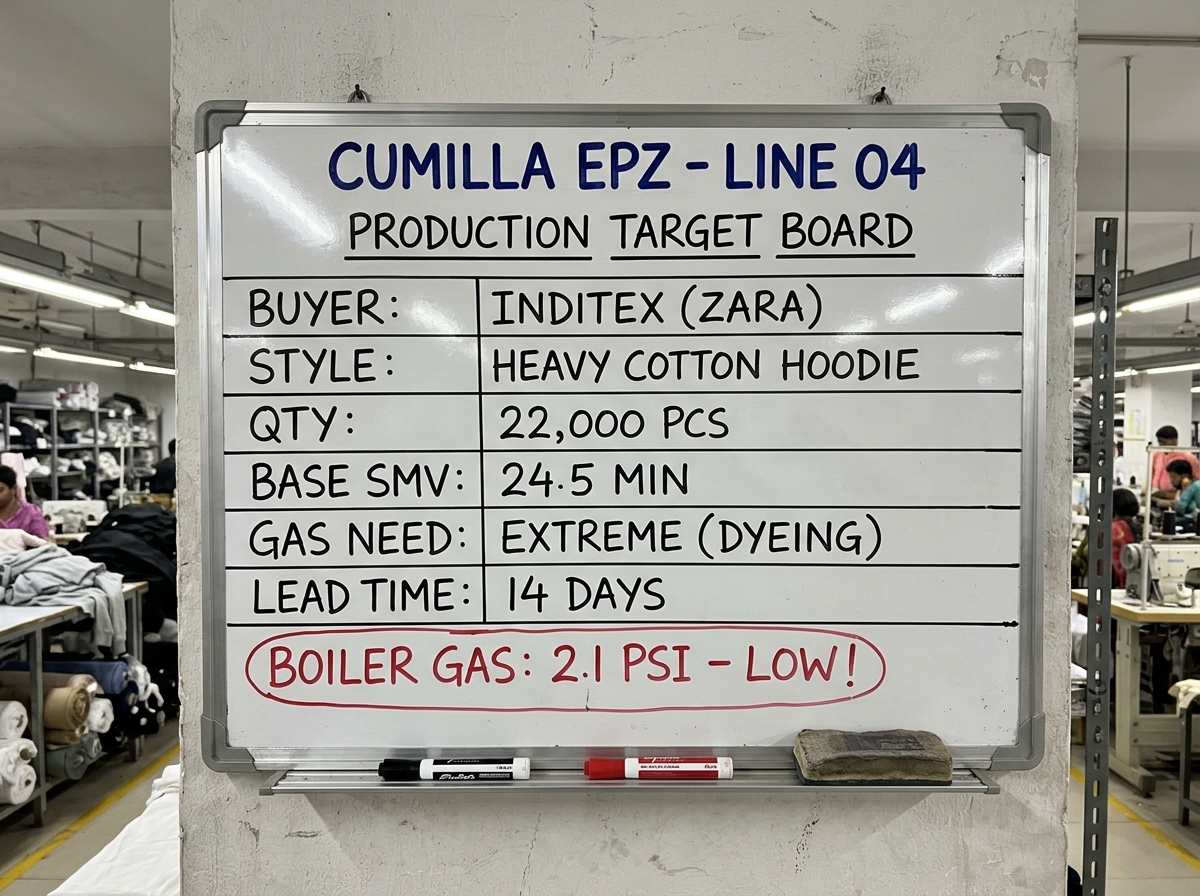 CUMILLA EPZ - LINE 04
PRODUCTION TARGET BOARD
BUYER: INDITEX (ZARA)
STYLE: HEAVY COTTON HOODIE
QTY: 22,000 PCS
BASE SMV: 24.5 MIN
GAS NEED: EXTREME (DYEING)
LEAD TIME: 14 DAYS
BOILER GAS: 2.1 PSI - LOW!